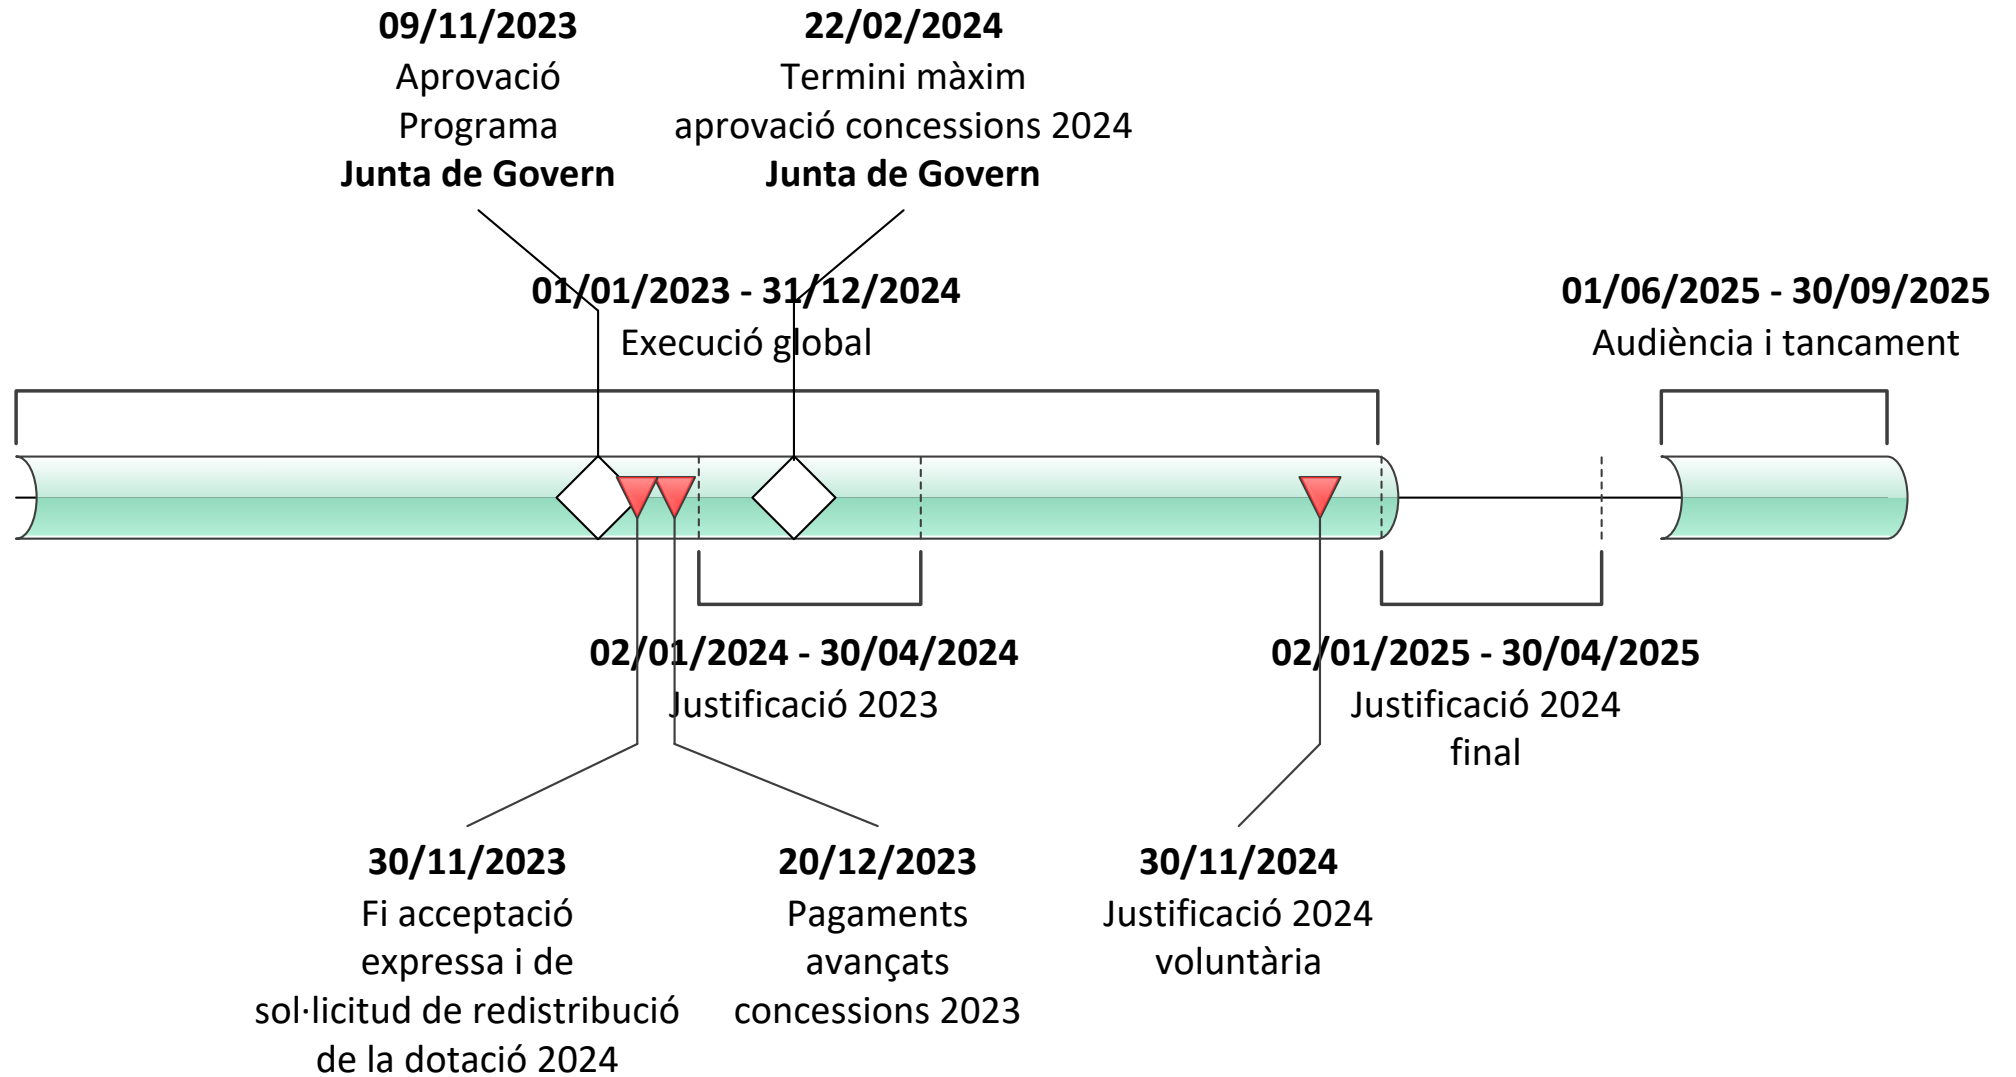 09/11/2023
Aprovació
Programa
Junta de Govern
22/02/2024
Termini màxim
aprovació concessions 2024
Junta de Govern
01/01/2023 - 31/12/2024
Execució global
01/06/2025 - 30/09/2025
Audiència i tancament
02/01/2024 - 30/04/2024
Justificació 2023
02/01/2025 - 30/04/2025
Justificació 2024
final
30/11/2023
Fi acceptació
expressa i de
sol·licitud de redistribució
de la dotació 2024
20/12/2023
Pagaments
avançats
concessions 2023
30/11/2024
Justificació 2024
voluntària